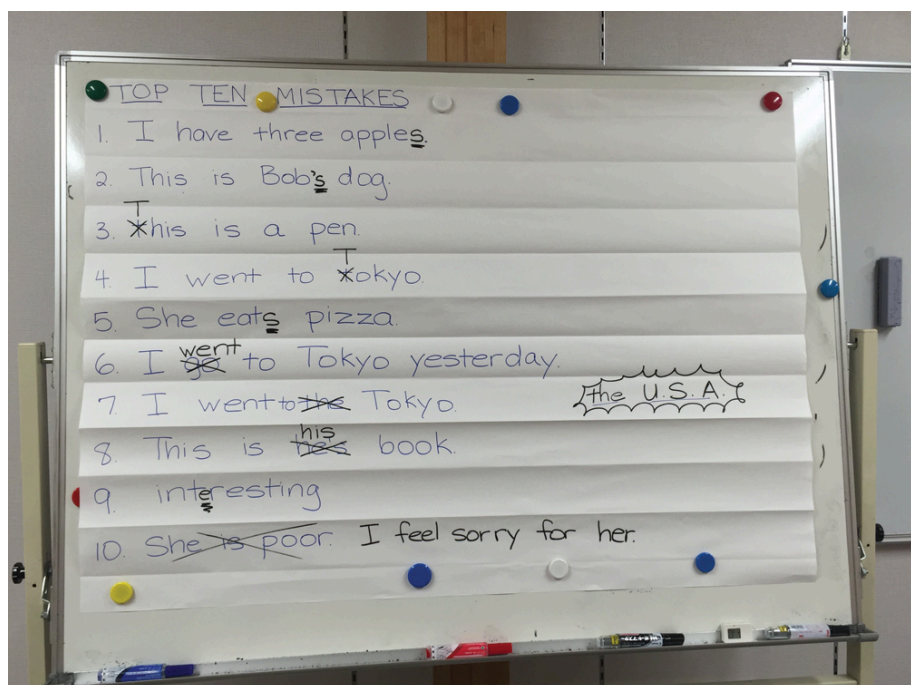 TOP TEN MISTAKES
1. I have three apples.
2. This is Bob's dog.
3. This is a pen.
4. I went to Tokyo.
5. She eats pizza.
6. I go went to Tokyo yesterday.
7. I went to the Tokyo. the U.S.A.
8. This is he's his book.
9. interesting
10. She is poor. I feel sorry for her.